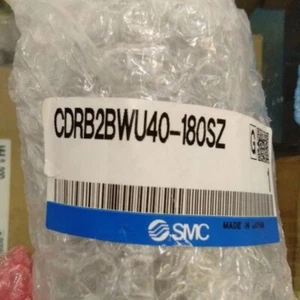 CDRB2BWU40-180SZ
G
SMC
MADE IN JAPAN